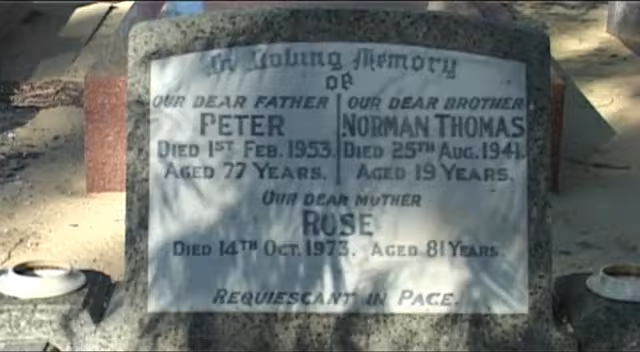 In Loving Memory
of
OUR DEAR FATHER
PETER
DIED 1ST FEB. 1953.
AGED 77 YEARS.
OUR DEAR BROTHER
NORMAN THOMAS
DIED 25TH AUG. 1941.
AGED 19 YEARS.
OUR DEAR MOTHER
ROSE
DIED 14TH OCT. 1973. AGED 81 YEARS
REQUIESCANT IN PACE.